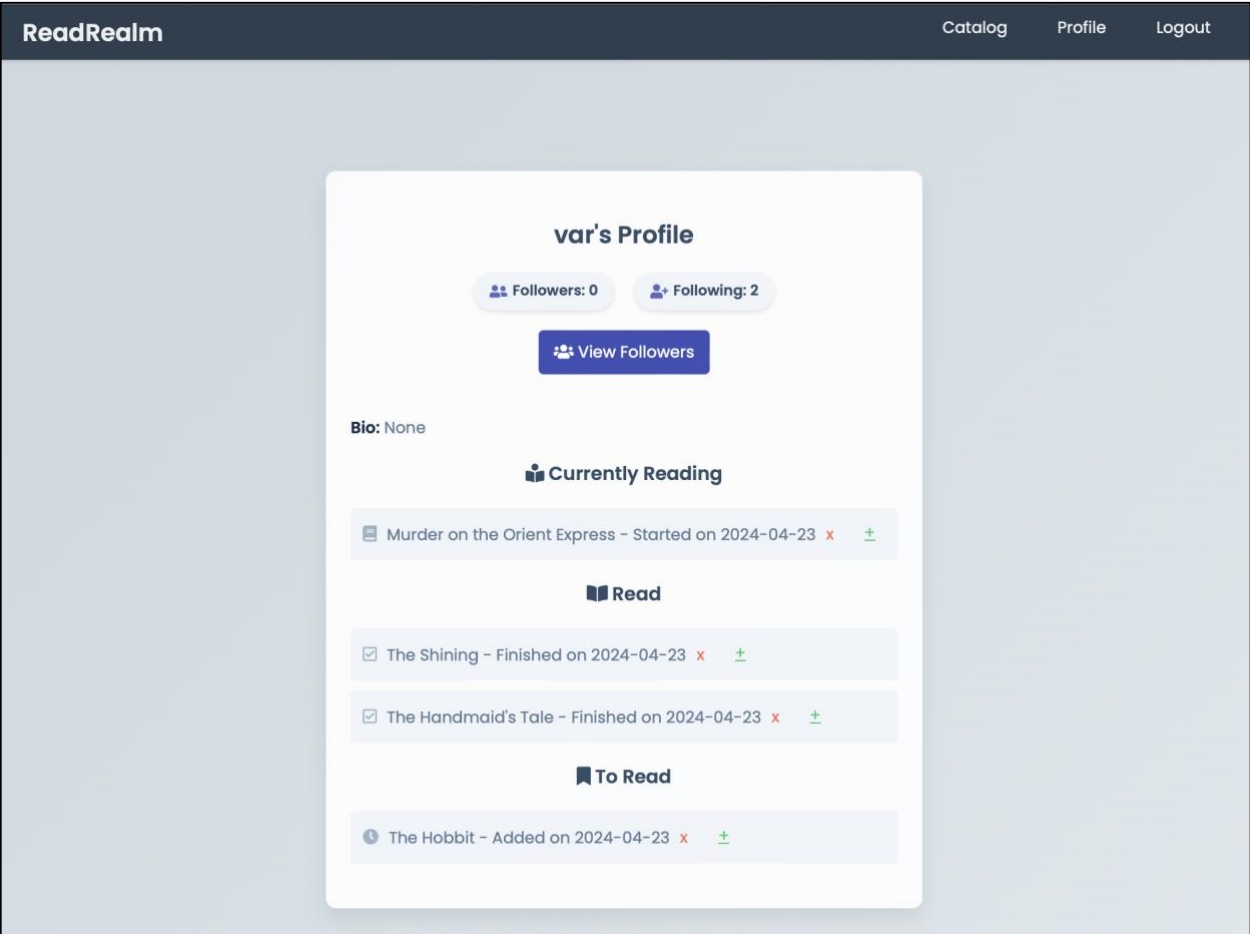 ReadRealm
Catalog
Profile
Logout
var's Profile
Followers: 0
Following: 2
View Followers
Bio: None
Currently Reading
Murder on the Orient Express - Started on 2024-04-23 x ±
Read
The Shining - Finished on 2024-04-23 x ±
The Handmaid's Tale - Finished on 2024-04-23 x ±
To Read
The Hobbit - Added on 2024-04-23 x ±